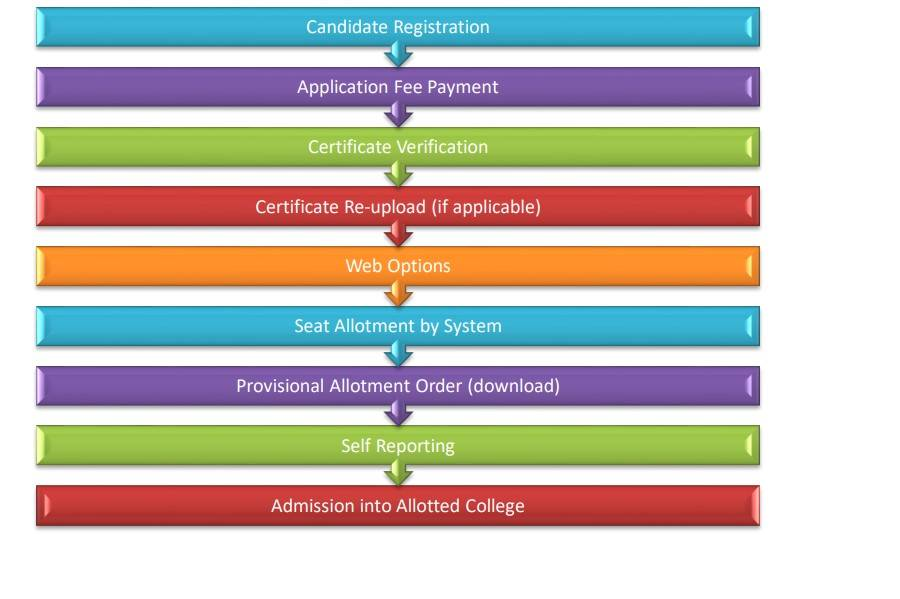 Candidate Registration
Application Fee Payment
Certificate Verification
Certificate Re-upload (if applicable)
Web Options
Seat Allotment by System
Provisional Allotment Order (download)
Self Reporting
Admission into Allotted College